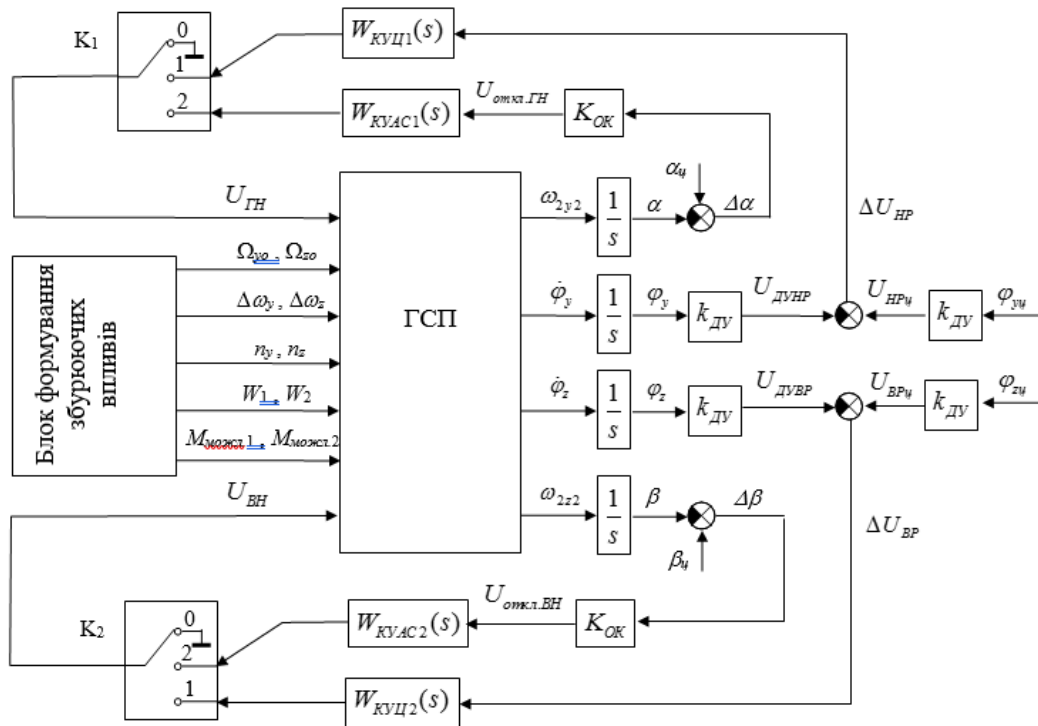 K₁
0
1
2
W_КУЦ1(s)
W_КУАС1(s)
U_откл.ГН
K_ОК
U_ГН
α_ц
Δα
ω_2y2
1/s
α
ΔU_НР
Блок формування
збурюючих
впливів
Ω_yo , Ω_zo
Δω_y , Δω_z
n_y , n_z
W₁ , W₂
M_можл.1 , M_можл.2
ГСП
φ̇_y
1/s
φ_y
k_ДУ
U_ДУНР
U_НРц
k_ДУ
φ_yц
φ̇_z
1/s
φ_z
k_ДУ
U_ДУВР
U_ВРц
k_ДУ
φ_zц
U_ВН
ω_2z2
1/s
β
Δβ
β_ц
ΔU_ВР
K₂
0
2
1
W_КУАС2(s)
U_откл.ВН
K_ОК
W_КУЦ2(s)